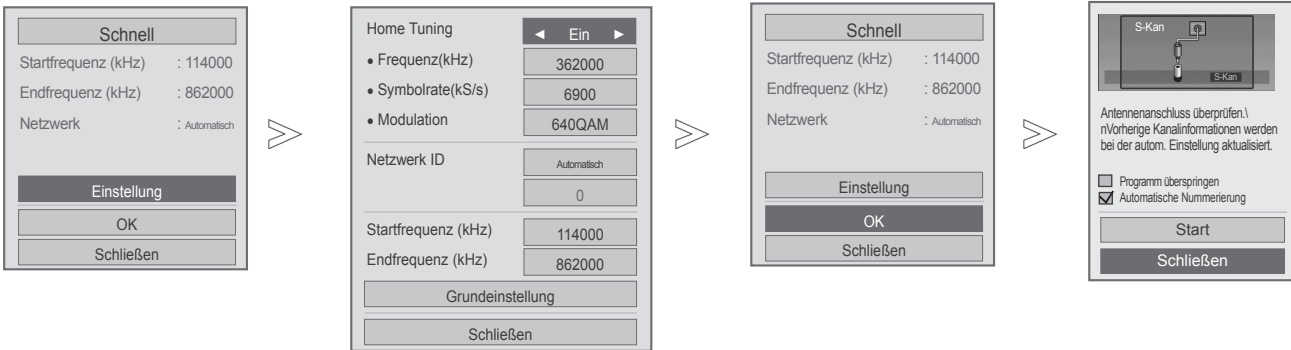 Schnell
Startfrequenz (kHz) : 114000
Endfrequenz (kHz) : 862000
Netzwerk : Automatisch
Einstellung
OK
Schließen
Home Tuning ◄ Ein ►
• Frequenz(kHz) 362000
• Symbolrate(kS/s) 6900
• Modulation 640QAM
Netzwerk ID Automatisch
0
Startfrequenz (kHz) 114000
Endfrequenz (kHz) 862000
Grundeinstellung
Schließen
Schnell
Startfrequenz (kHz) : 114000
Endfrequenz (kHz) : 862000
Netzwerk : Automatisch
Einstellung
OK
Schließen
S-Kan
S-Kan
Antennenanschluss überprüfen.\
nVorherige Kanalinformationen werden
bei der autom. Einstellung aktualisiert.
Programm überspringen
Automatische Nummerierung
Start
Schließen